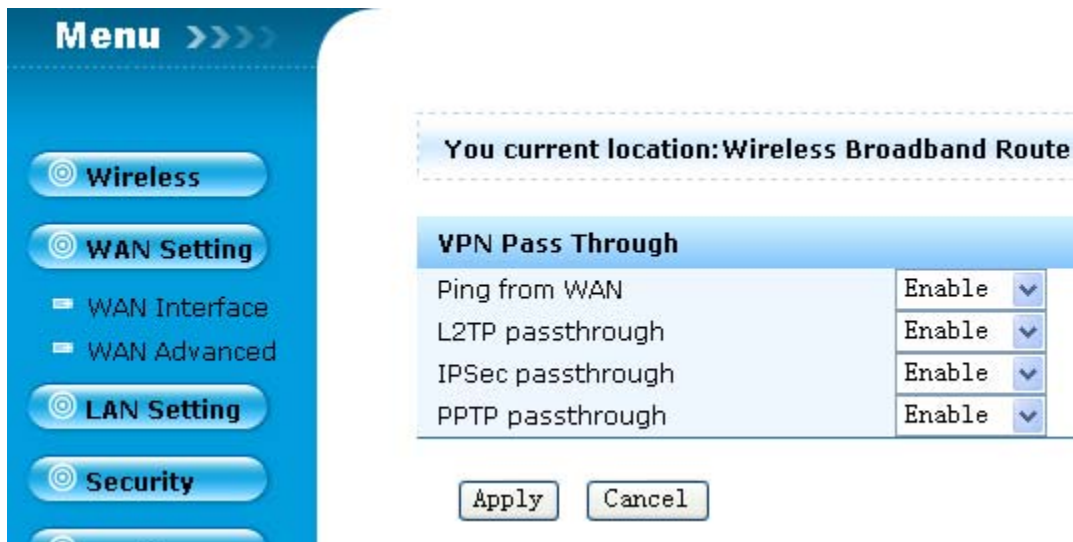 Menu >>>>
Wireless
WAN Setting
WAN Interface
WAN Advanced
LAN Setting
Security
You current location:Wireless Broadband Route
VPN Pass Through
Ping from WAN Enable
L2TP passthrough Enable
IPSec passthrough Enable
PPTP passthrough Enable
Apply Cancel